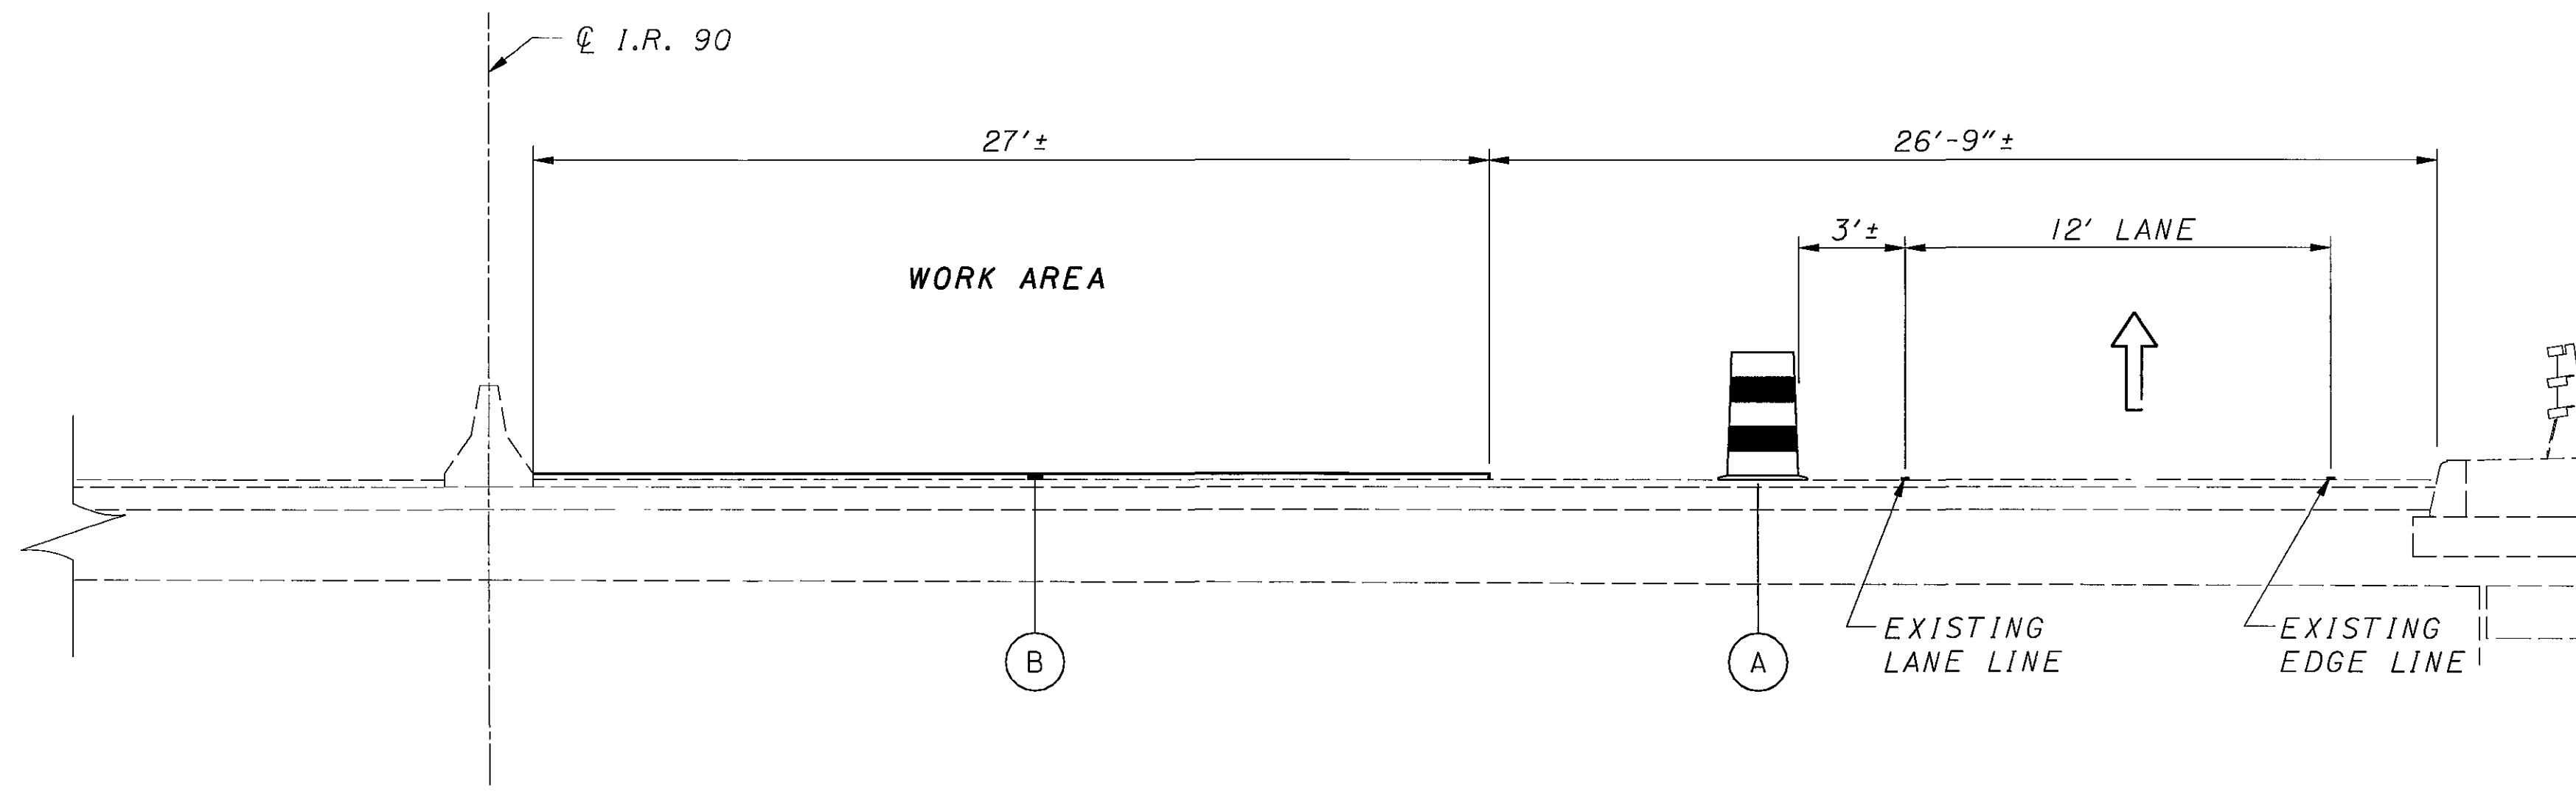 ℄ I.R. 90
27'±
26'-9"±
3'±
12' LANE
WORK AREA
B
A
EXISTING
LANE LINE
EXISTING
EDGE LINE